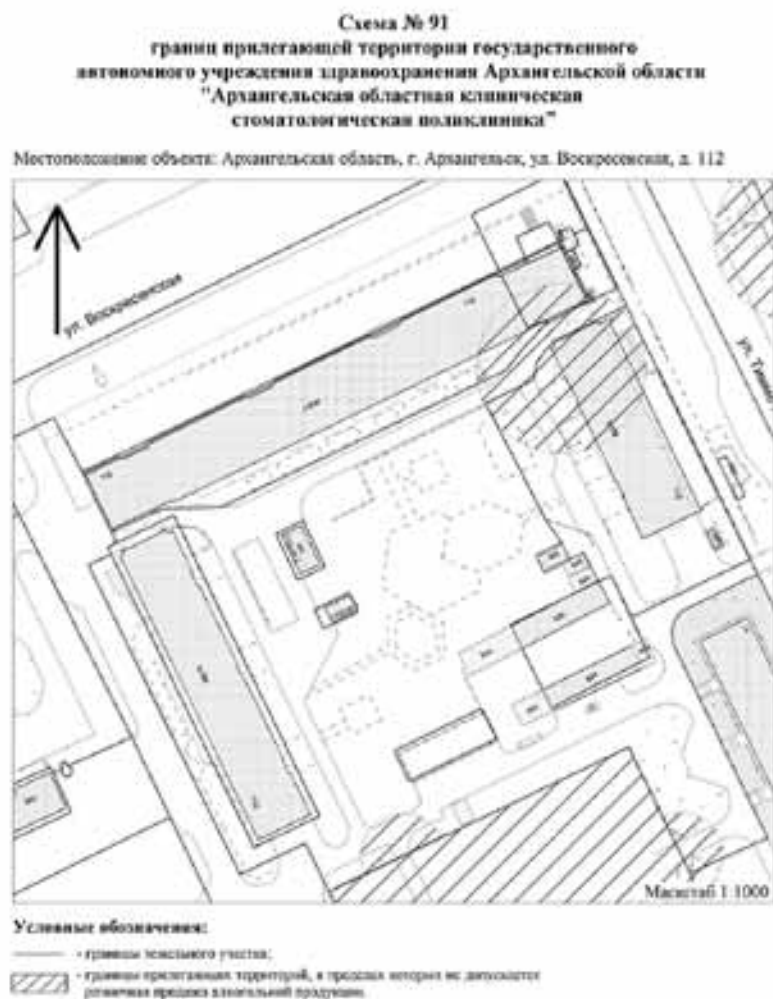 Схема № 91
границ прилегающей территории государственного
автономного учреждения здравоохранения Архангельской области
"Архангельская областная клиническая
стоматологическая поликлиника"
Местоположение объекта: Архангельская область, г. Архангельск, ул. Воскресенская, д. 112
ул. Воскресенская
ул.
Масштаб 1:1000
Условные обозначения:
- границы земельного участка;
- границы прилегающих территорий, в пределах которых не допускается
розничная продажа алкогольной продукции.